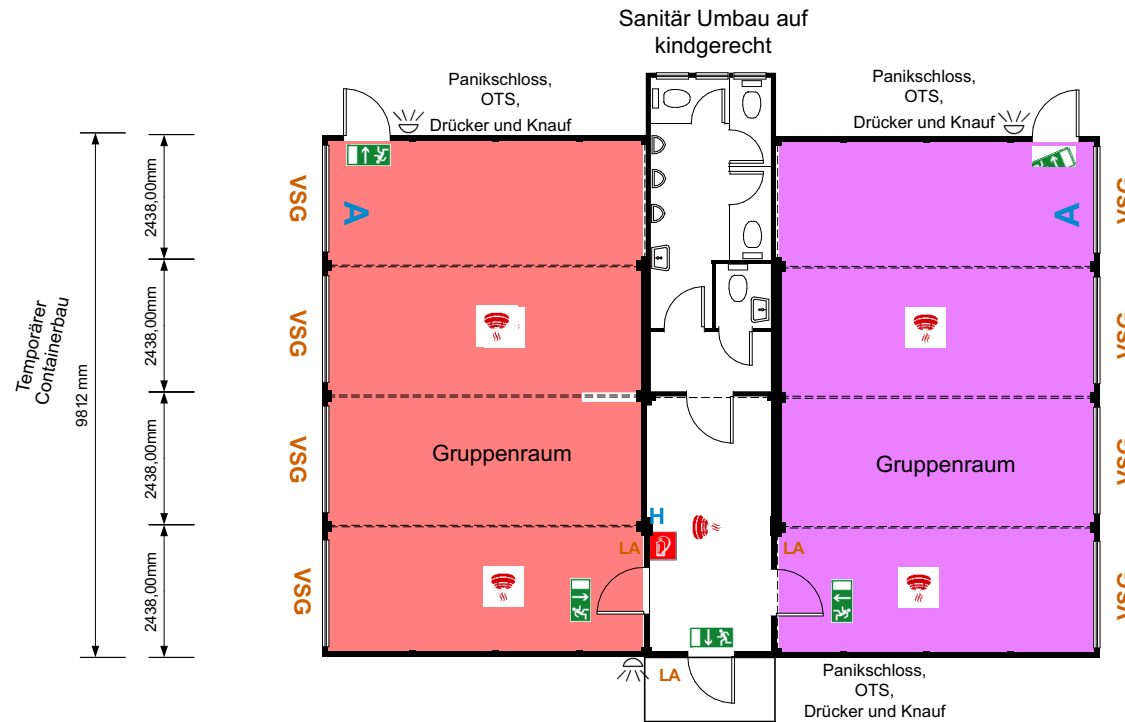 Sanitär Umbau auf
kindgerecht
Panikschloss,
OTS,
Drücker und Knauf
Panikschloss,
OTS,
Drücker und Knauf
Temporärer
Containerbau
9812 mm
2438,00mm
2438,00mm
2438,00mm
2438,00mm
VSG
VSG
VSG
VSG
A
A
VSG
VSG
VSG
VSG
Gruppenraum
Gruppenraum
H
LA
LA
LA
Panikschloss,
OTS,
Drücker und Knauf